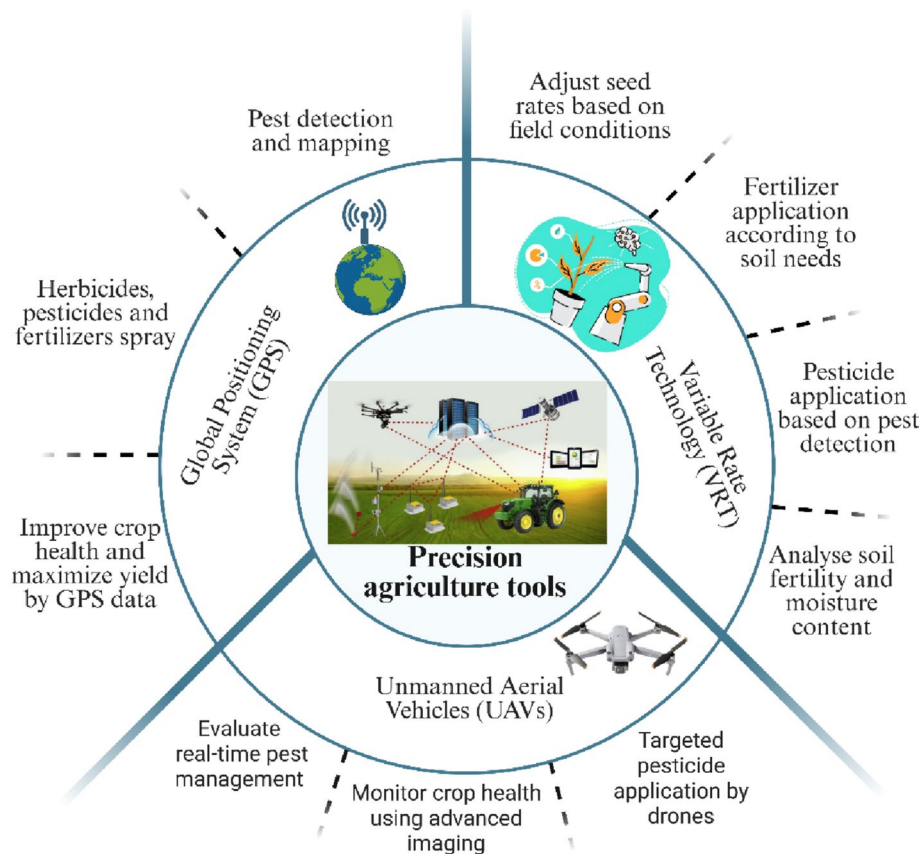 Pest detection
and mapping
Herbicides,
pesticides and
fertilizers spray
Improve crop
health and
maximize yield
by GPS data
Global Positioning
System (GPS)
Adjust seed
rates based on
field conditions
Fertilizer
application
according to
soil needs
Pesticide
application
based on pest
detection
Analyse soil
fertility and
moisture
content
Variable Rate
Technology (VRT)
Precision
agriculture tools
Unmanned Aerial
Vehicles (UAVs)
Evaluate
real-time pest
management
Monitor crop health
using advanced
imaging
Targeted
pesticide
application by
drones